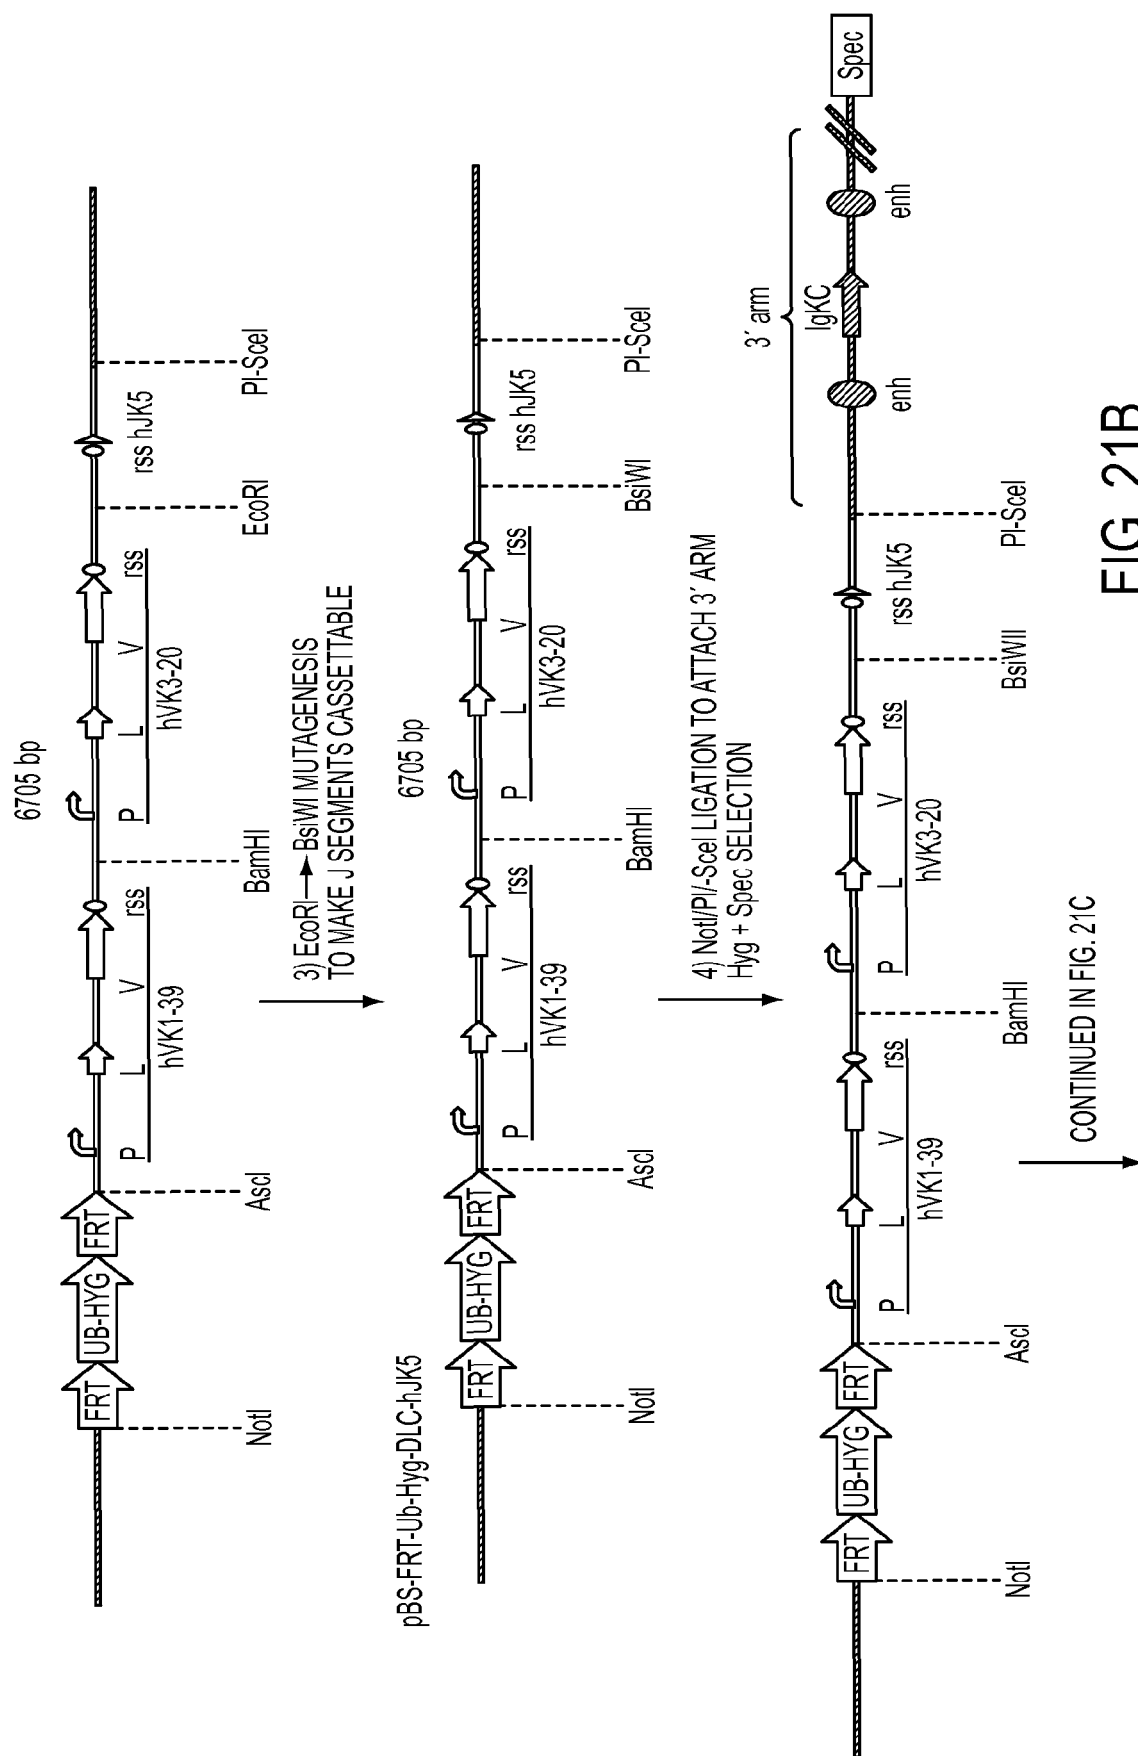 6705 bp
FRT
UB-HYG
FRT
P L V rss
hVK1-39
P L V rss
hVK3-20
rss hJK5
NotI
AscI
BamHI
EcoRI
PI-SceI
3) EcoRI BsiWI MUTAGENESIS
TO MAKE J SEGMENTS CASSETTABLE
pBS-FRT-Ub-Hyg-DLC-hJK5
6705 bp
FRT
UB-HYG
FRT
P L V rss
hVK1-39
P L V rss
hVK3-20
rss hJK5
NotI
AscI
BamHI
BsiWI
PI-SceI
4) NotI/PI/-SceI LIGATION TO ATTACH 3´ ARM
Hyg + Spec SELECTION
3´ arm
FRT
UB-HYG
FRT
P L V rss
hVK1-39
P L V rss
hVK3-20
rss hJK5
enh
IgKC
enh
Spec
NotI
AscI
BamHI
BsiWII
PI-SceI
CONTINUED IN FIG. 21C
FIG. 21B